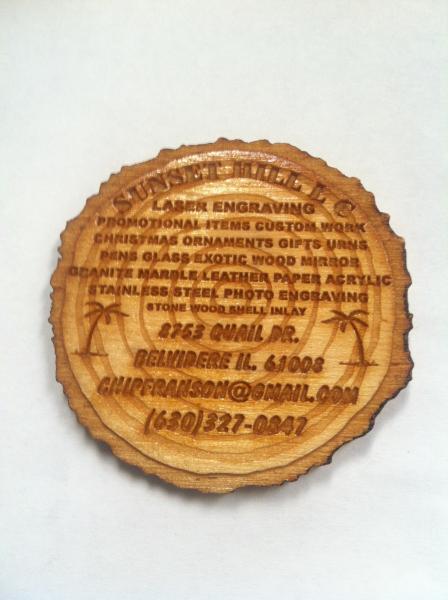 SUNSET HILL L C
LASER ENGRAVING
PROMOTIONAL ITEMS CUSTOM WORK
CHRISTMAS ORNAMENTS GIFTS URNS
PENS GLASS EXOTIC WOOD MIRROR
GRANITE MARBLE LEATHER PAPER ACRYLIC
STAINLESS STEEL PHOTO ENGRAVING
STONE WOOD SHELL INLAY
2753 QUAIL DR.
BELVIDERE IL. 61008
CHIPFRANSON@GMAIL.COM
(630)327-0847